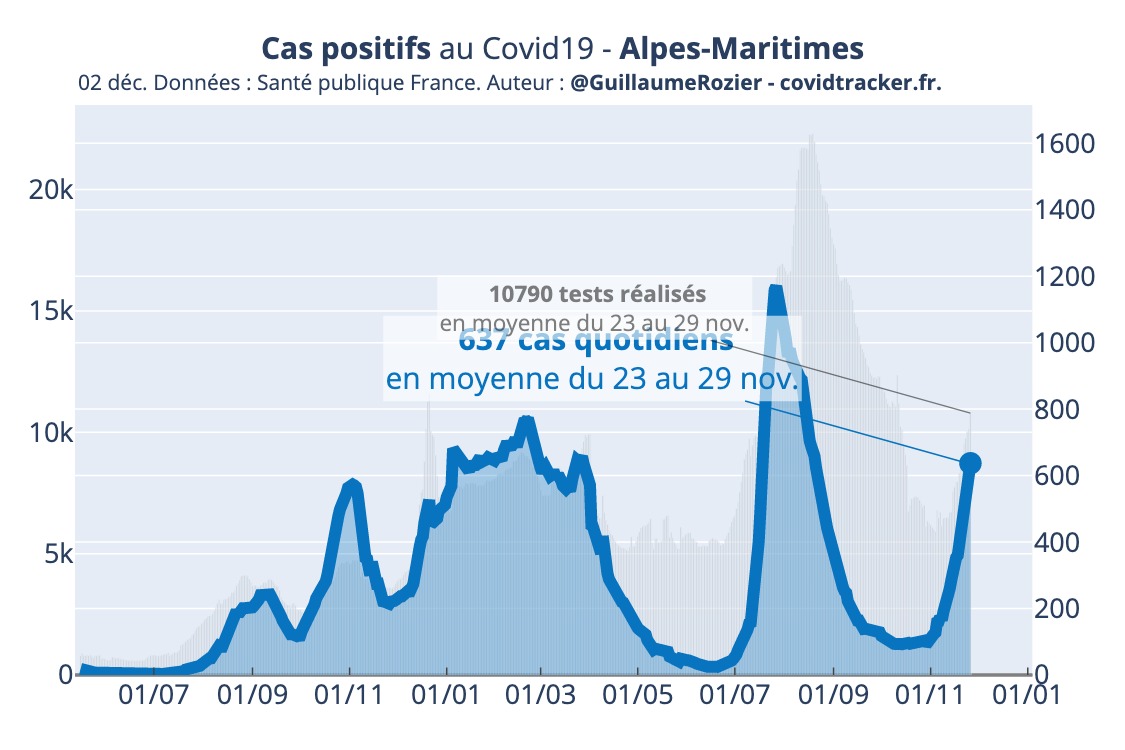 Cas positifs au Covid19 - Alpes-Maritimes
02 déc. Données : Santé publique France. Auteur : @GuillaumeRozier - covidtracker.fr.
20k
15k
10k
5k
0
1600
1400
1200
1000
800
600
400
200
0
10790 tests réalisés
en moyenne du 23 au 29 nov.
637 cas quotidiens
en moyenne du 23 au 29 nov.
01/07 01/09 01/11 01/01 01/03 01/05 01/07 01/09 01/11 01/01